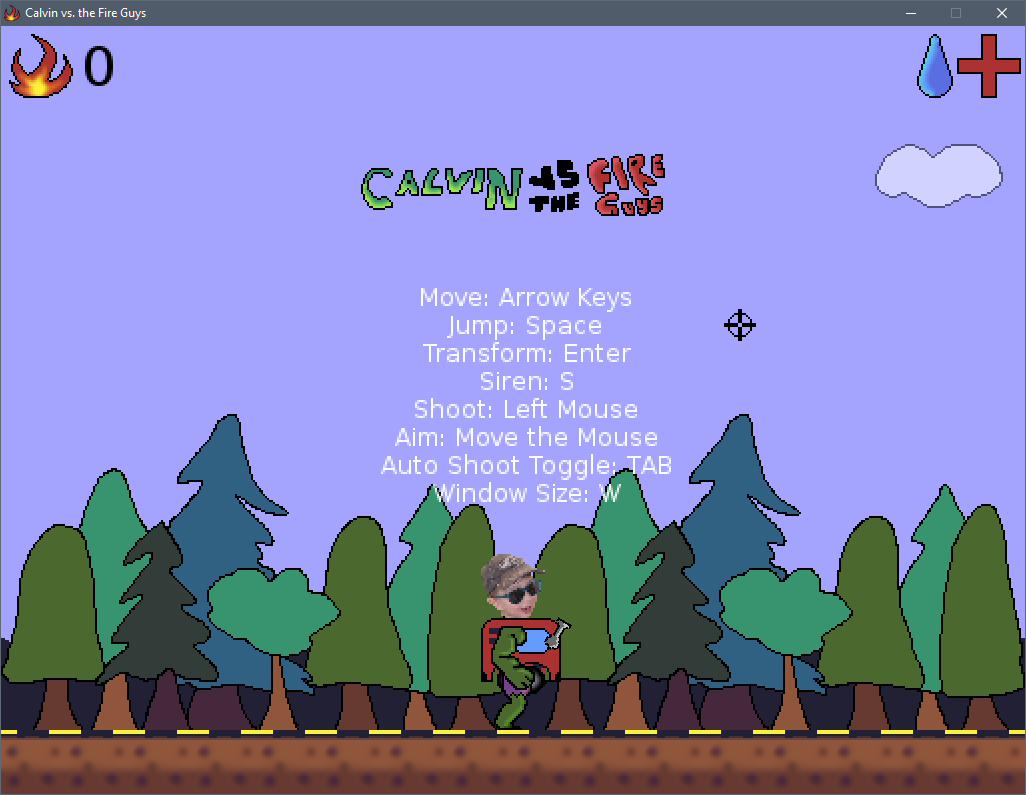 Calvin vs. the Fire Guys
0
CALVIN VS THE FIRE GUYS
Move: Arrow Keys
Jump: Space
Transform: Enter
Siren: S
Shoot: Left Mouse
Aim: Move the Mouse
Auto Shoot Toggle: TAB
Window Size: W